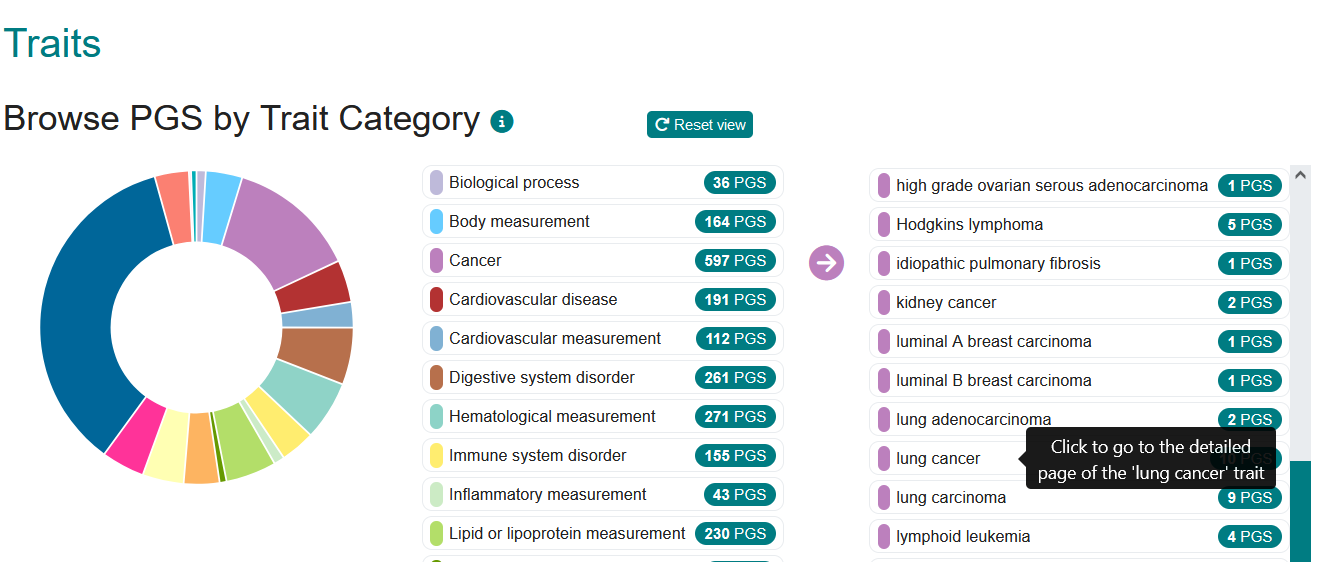 Traits
Browse PGS by Trait Category
Reset view
Biological process 36 PGS
Body measurement 164 PGS
Cancer 597 PGS
Cardiovascular disease 191 PGS
Cardiovascular measurement 112 PGS
Digestive system disorder 261 PGS
Hematological measurement 271 PGS
Immune system disorder 155 PGS
Inflammatory measurement 43 PGS
Lipid or lipoprotein measurement 230 PGS
high grade ovarian serous adenocarcinoma 1 PGS
Hodgkins lymphoma 5 PGS
idiopathic pulmonary fibrosis 1 PGS
kidney cancer 2 PGS
luminal A breast carcinoma 1 PGS
luminal B breast carcinoma 1 PGS
lung adenocarcinoma 2 PGS
lung cancer
Click to go to the detailed
page of the 'lung cancer' trait
lung carcinoma 9 PGS
lymphoid leukemia 4 PGS